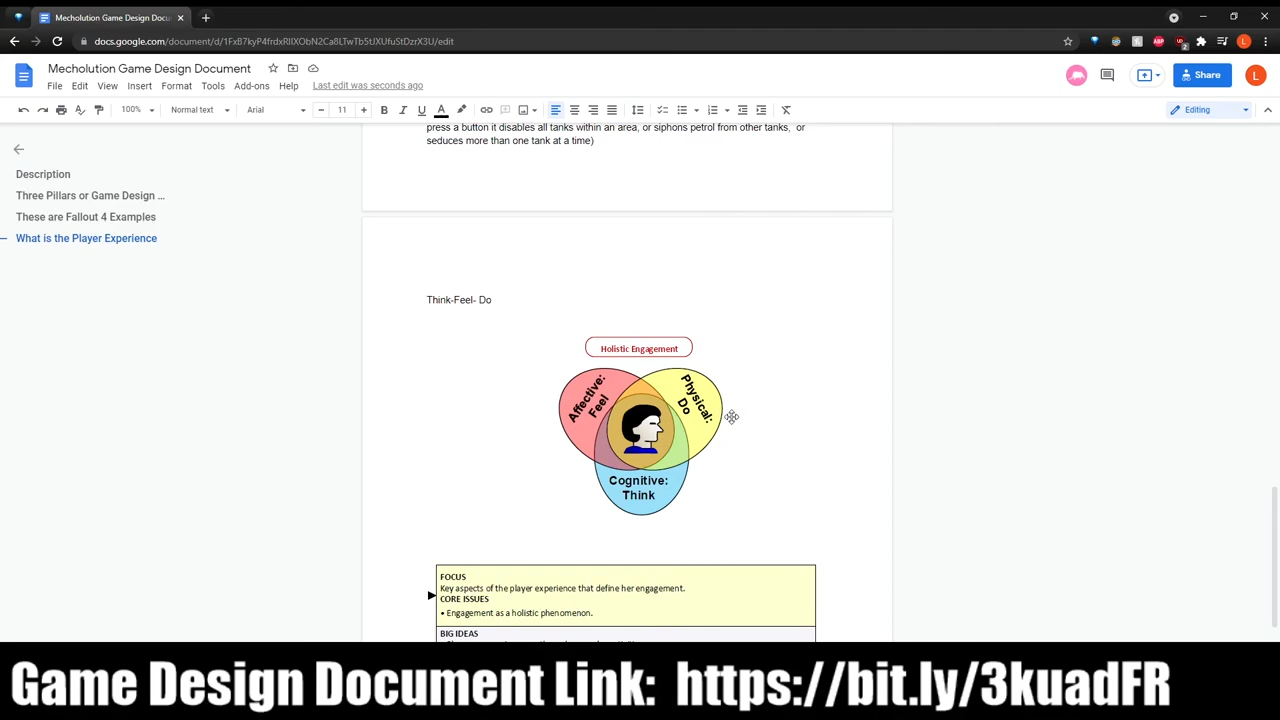 Mecholution Game Design Docu
docs.google.com/document/d/1FxB7kyP4frdxRIIXObN2Ca8LTwTb5tJXUfuStDzrX3U/edit
Mecholution Game Design Document
File Edit View Insert Format Tools Add-ons Help Last edit was seconds ago
Share
L
100% Normal text Arial 11 Editing
press a button it disables all tanks within an area, or siphons petrol from other tanks, or
seduces more than one tank at a time)
Description
Three Pillars or Game Design ...
These are Fallout 4 Examples
What is the Player Experience
Think-Feel- Do
Holistic Engagement
Affective:
Feel
Physical:
Do
Cognitive:
Think
FOCUS
Key aspects of the player experience that define her engagement.
CORE ISSUES
• Engagement as a holistic phenomenon.
BIG IDEAS
Game Design Document Link: https://bit.ly/3kuadFR